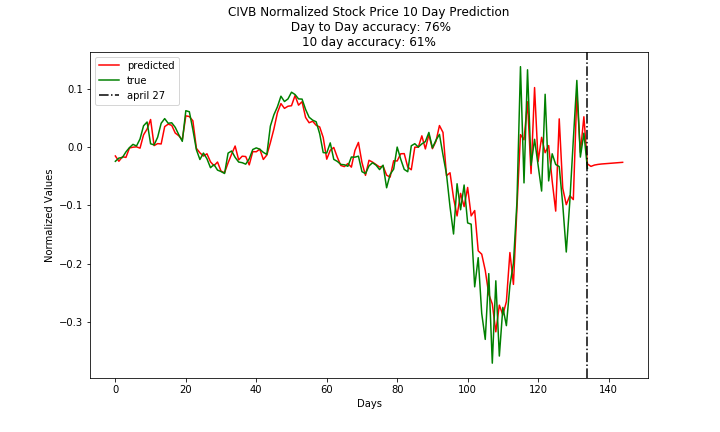 CIVB Normalized Stock Price 10 Day Prediction
Day to Day accuracy: 76%
10 day accuracy: 61%
predicted
true
april 27
0.1
0.0
−0.1
−0.2
−0.3
Normalized Values
0 20 40 60 80 100 120 140
Days